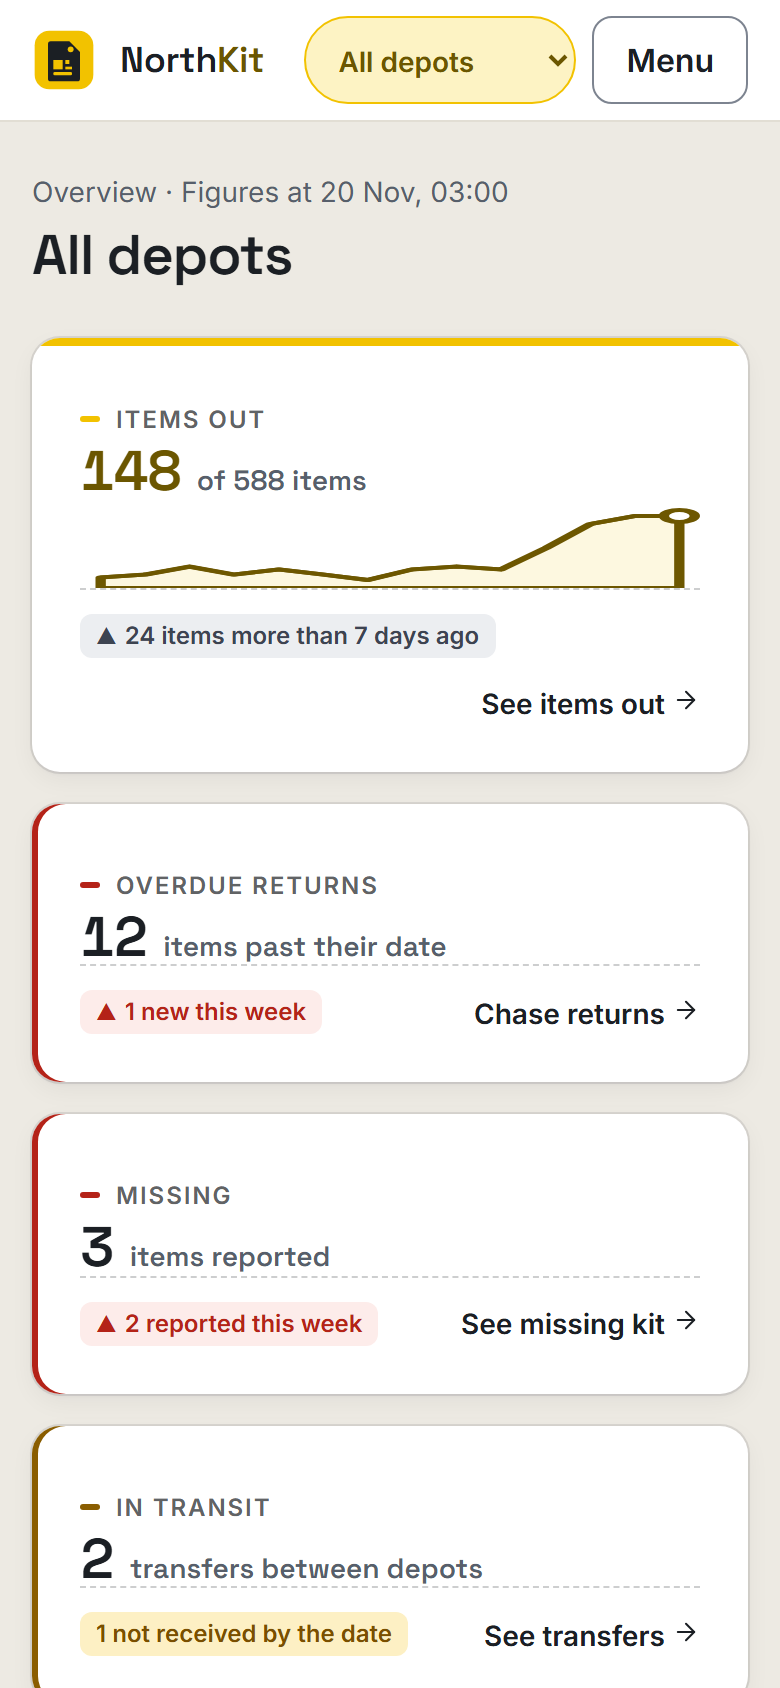 NorthKit
All depots
Menu
Overview · Figures at 20 Nov, 03:00
All depots
ITEMS OUT
148 of 588 items
▲ 24 items more than 7 days ago
See items out →
OVERDUE RETURNS
12 items past their date
▲ 1 new this week
Chase returns →
MISSING
3 items reported
▲ 2 reported this week
See missing kit →
IN TRANSIT
2 transfers between depots
1 not received by the date
See transfers →